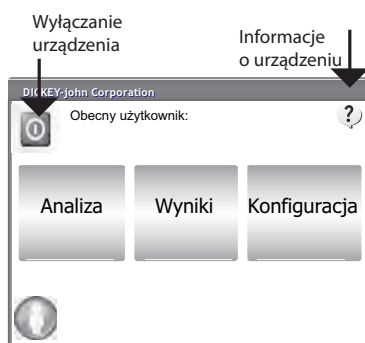 Wyłączanie
urządzenia
Informacje
o urządzeniu
DICKEY-john Corporation
Obecny użytkownik:
?
Analiza
Wyniki
Konfiguracja